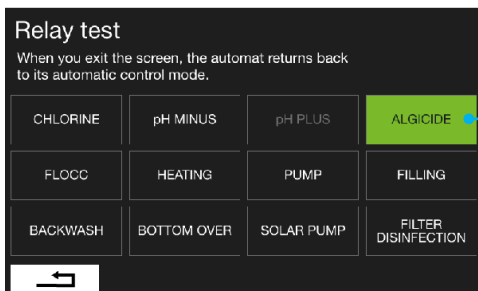 Relay test
When you exit the screen, the automat returns back
to its automatic control mode.
CHLORINE
pH MINUS
pH PLUS
ALGICIDE
FLOCC
HEATING
PUMP
FILLING
BACKWASH
BOTTOM OVER
SOLAR PUMP
FILTER
DISINFECTION